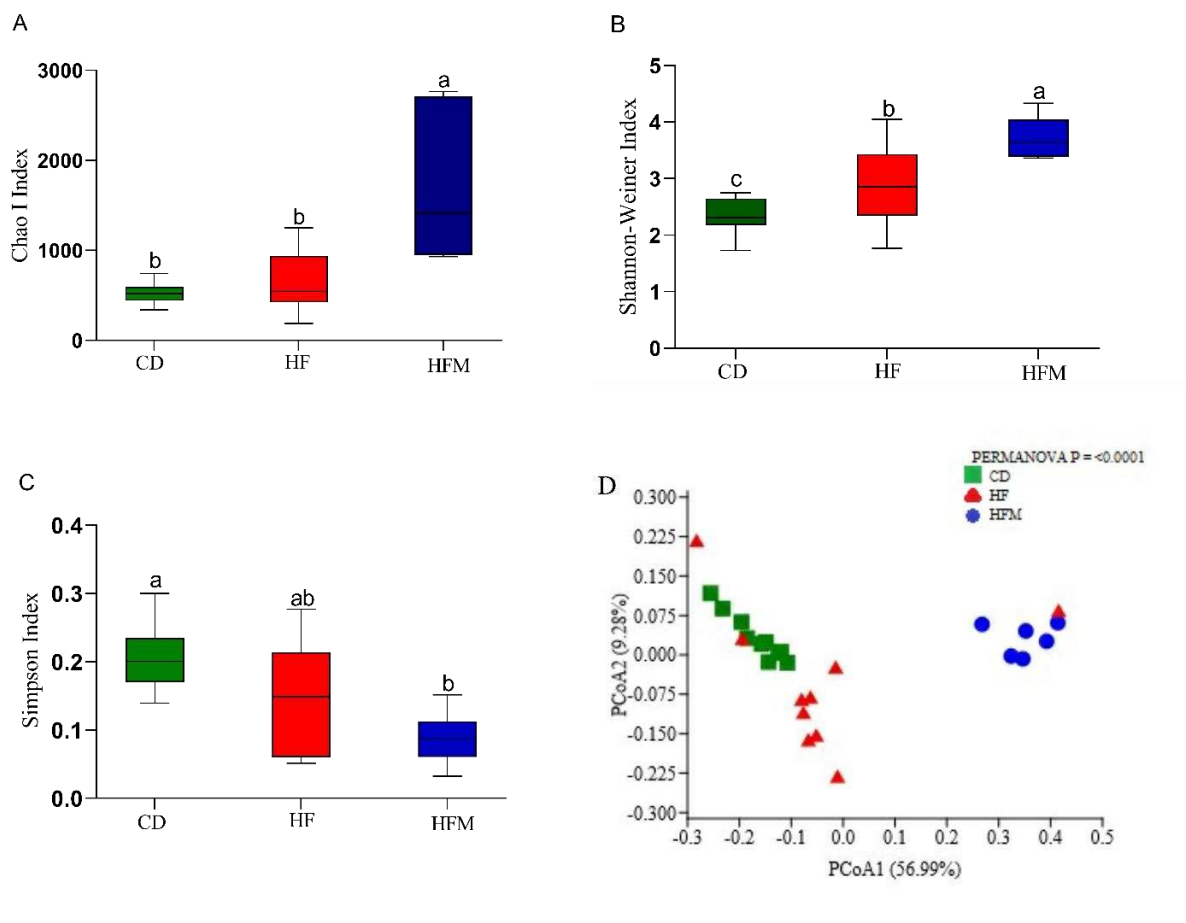 A
Chao I Index
3000
2000
1000
0
a
b
b
CD
HF
HFM
B
Shannon-Weiner Index
5
4
3
2
1
0
a
b
c
CD
HF
HFM
C
Simpson Index
0.4
0.3
0.2
0.1
0.0
a
ab
b
CD
HF
HFM
D
PERMANOVA P = <0.0001
CD
HF
HFM
PCoA2 (9.28%)
0.300
0.225
0.150
0.075
0.000
-0.075
-0.150
-0.225
-0.300
-0.3 -0.2 -0.1 0.0 0.1 0.2 0.3 0.4 0.5
PCoA1 (56.99%)